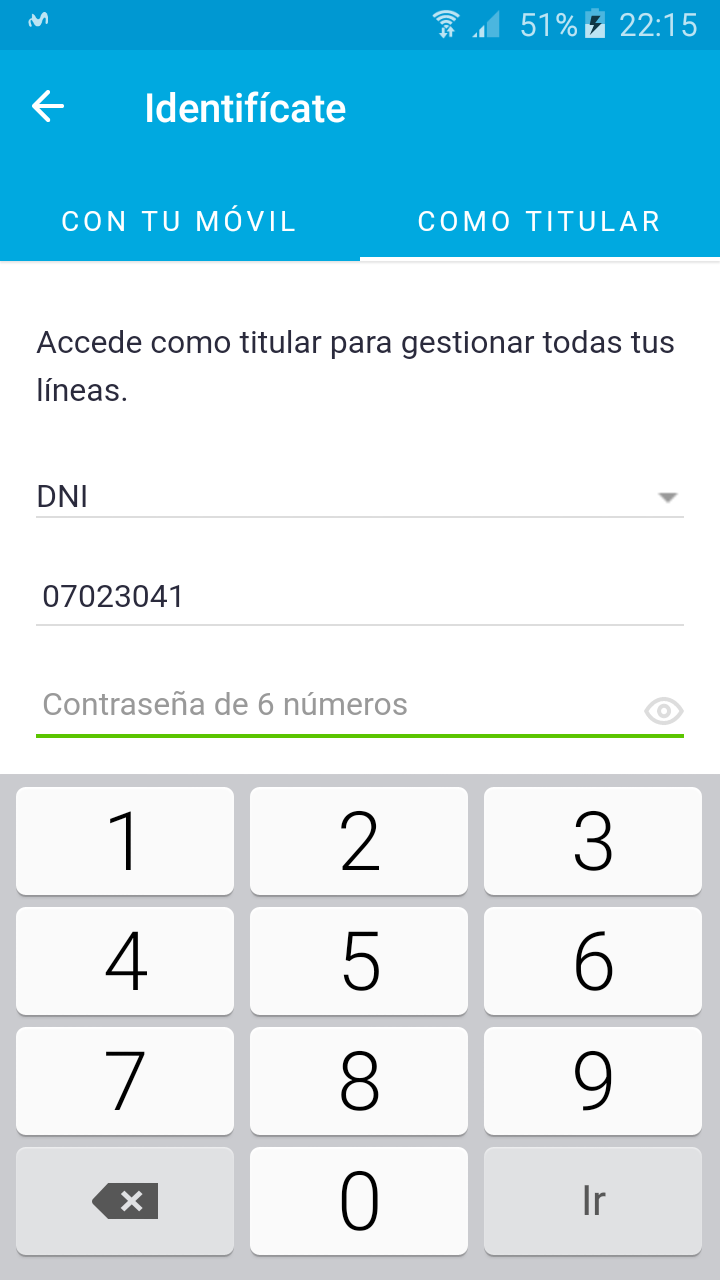 51% 22:15
Identifícate
CON TU MÓVIL COMO TITULAR
Accede como titular para gestionar todas tus
líneas.
DNI
07023041
Contraseña de 6 números
1 2 3
4 5 6
7 8 9
0 Ir